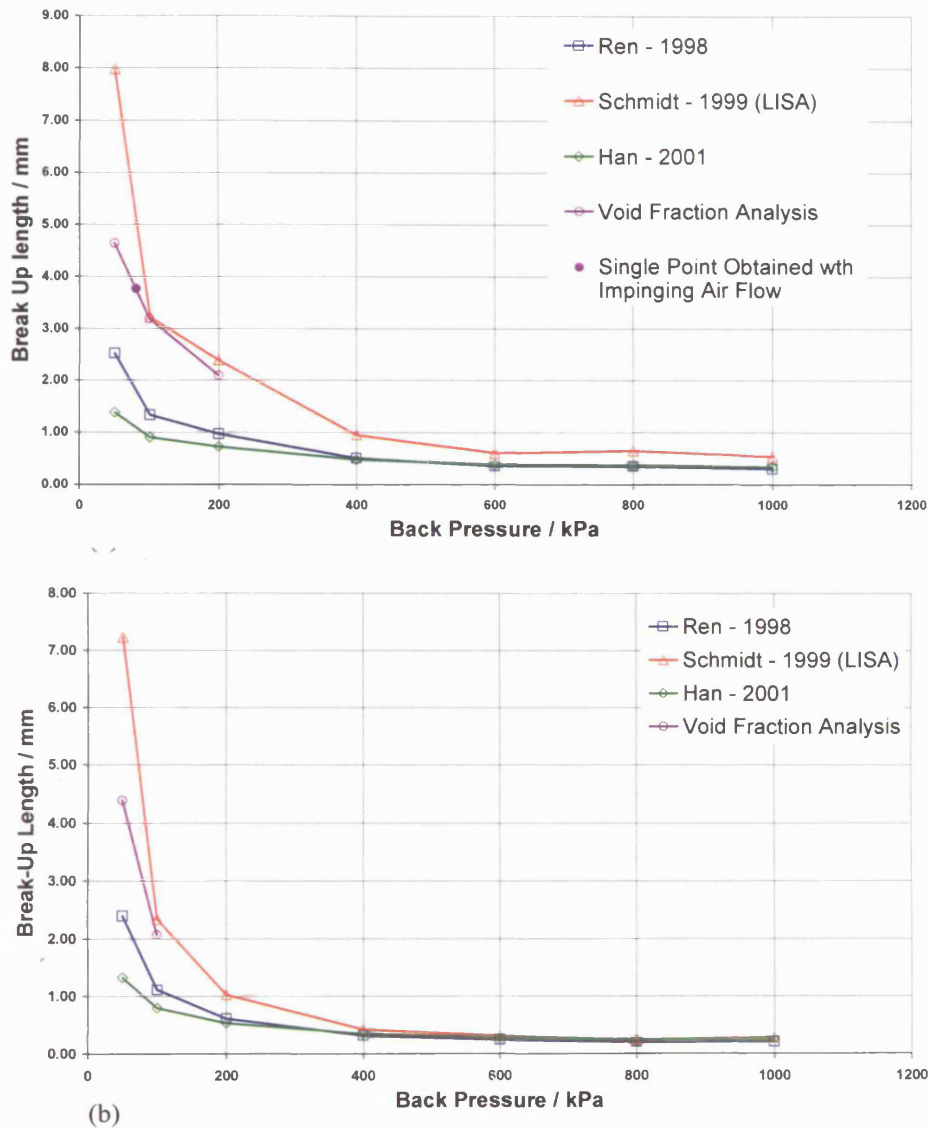 9.00
8.00
7.00
6.00
5.00
4.00
3.00
2.00
1.00
0.00
Break Up length / mm
0 200 400 600 800 1000 1200
Back Pressure / kPa
Ren - 1998
Schmidt - 1999 (LISA)
Han - 2001
Void Fraction Analysis
Single Point Obtained wth
Impinging Air Flow
8.00
7.00
6.00
5.00
4.00
3.00
2.00
1.00
0.00
Break-Up Length / mm
0 200 400 600 800 1000 1200
Back Pressure / kPa
Ren - 1998
Schmidt - 1999 (LISA)
Han - 2001
Void Fraction Analysis
(b)